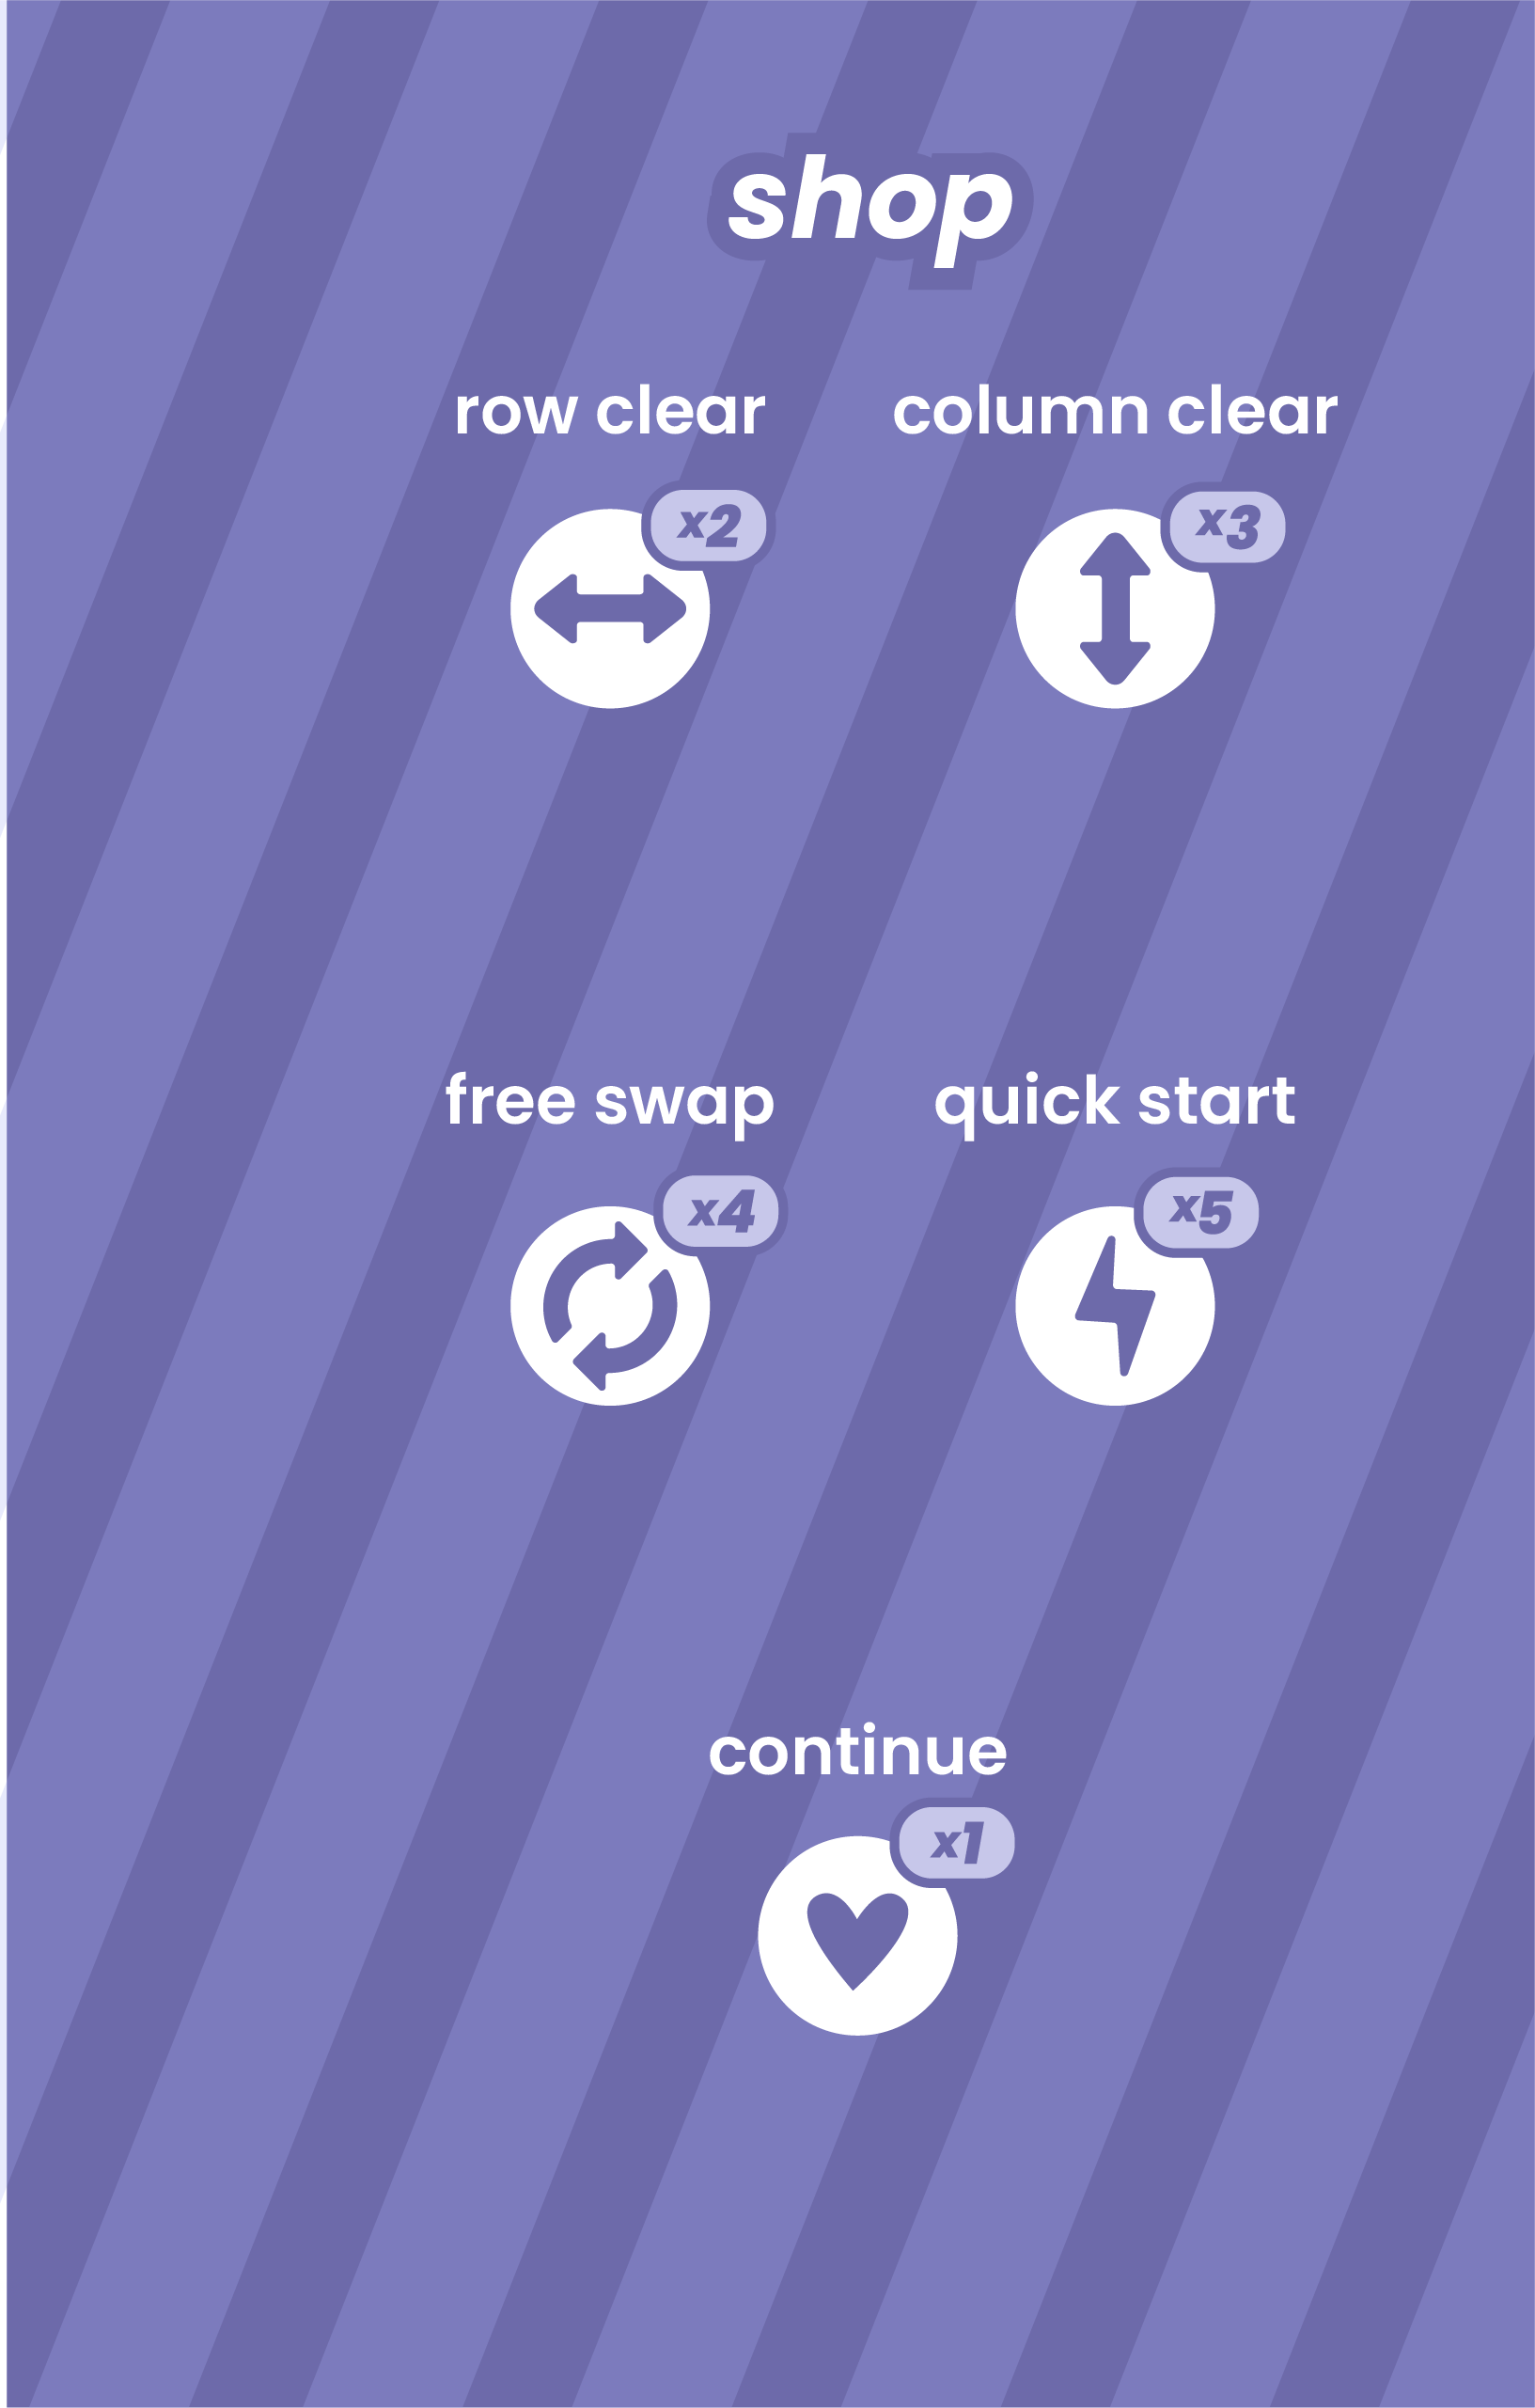 shop
row clear column clear
x2 x3
free swap quick start
x4 x5
continue
x1